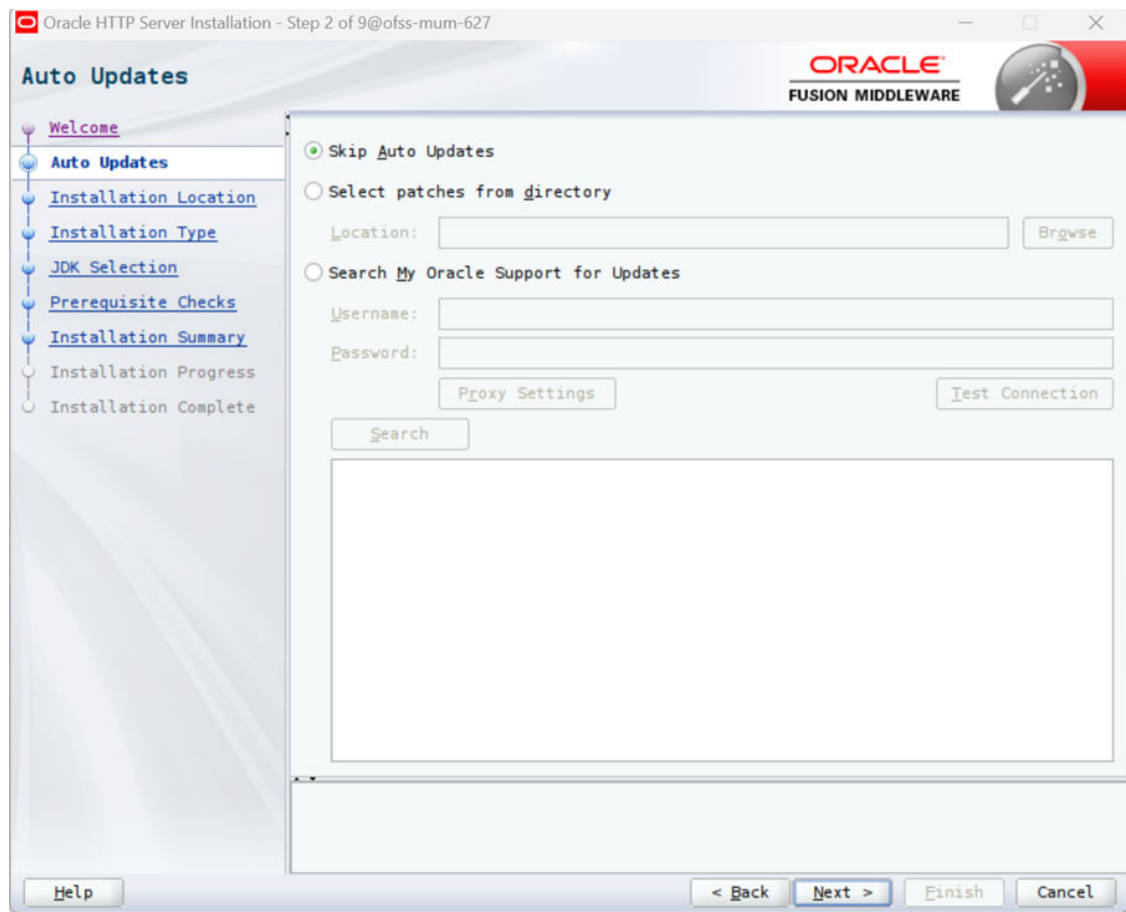 Oracle HTTP Server Installation - Step 2 of 9@ofss-mum-627
Auto Updates
ORACLE
FUSION MIDDLEWARE
Welcome
Auto Updates
Installation Location
Installation Type
JDK Selection
Prerequisite Checks
Installation Summary
Installation Progress
Installation Complete
Skip Auto Updates
Select patches from directory
Location: Browse
Search My Oracle Support for Updates
Username:
Password:
Proxy Settings Test Connection
Search
Help < Back Next > Finish Cancel